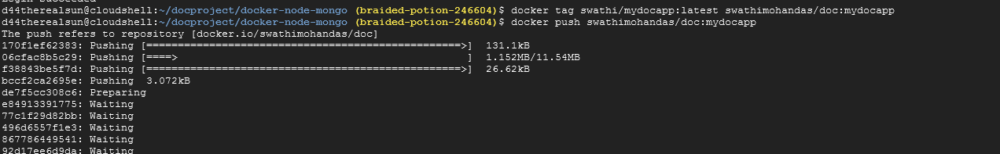 Login Succeeded
d44therealsun@cloudshell:~/docproject/docker-node-mongo (braided-potion-246604)$ docker tag swathi/mydocapp:latest swathimohandas/doc:mydocapp
d44therealsun@cloudshell:~/docproject/docker-node-mongo (braided-potion-246604)$ docker push swathimohandas/doc:mydocapp
The push refers to repository [docker.io/swathimohandas/doc]
170f1ef62383: Pushing [==================================================>]  131.1kB
06cfac8b5c29: Pushing [====>                                              ]  1.152MB/11.54MB
f38843be5f7d: Pushing [==================================================>]  26.62kB
bccf2ca2695e: Pushing  3.072kB
de7f5cc308c6: Preparing
e84913391775: Waiting
77c1f29d82bb: Waiting
496d6557f1e3: Waiting
867786449541: Waiting
92d17ee6d9da: Waiting